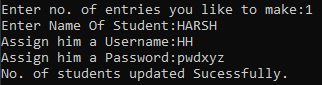 Enter no. of entries you like to make:1
Enter Name Of Student:HARSH
Assign him a Username:HH
Assign him a Password:pwdxyz
No. of students updated Sucessfully.